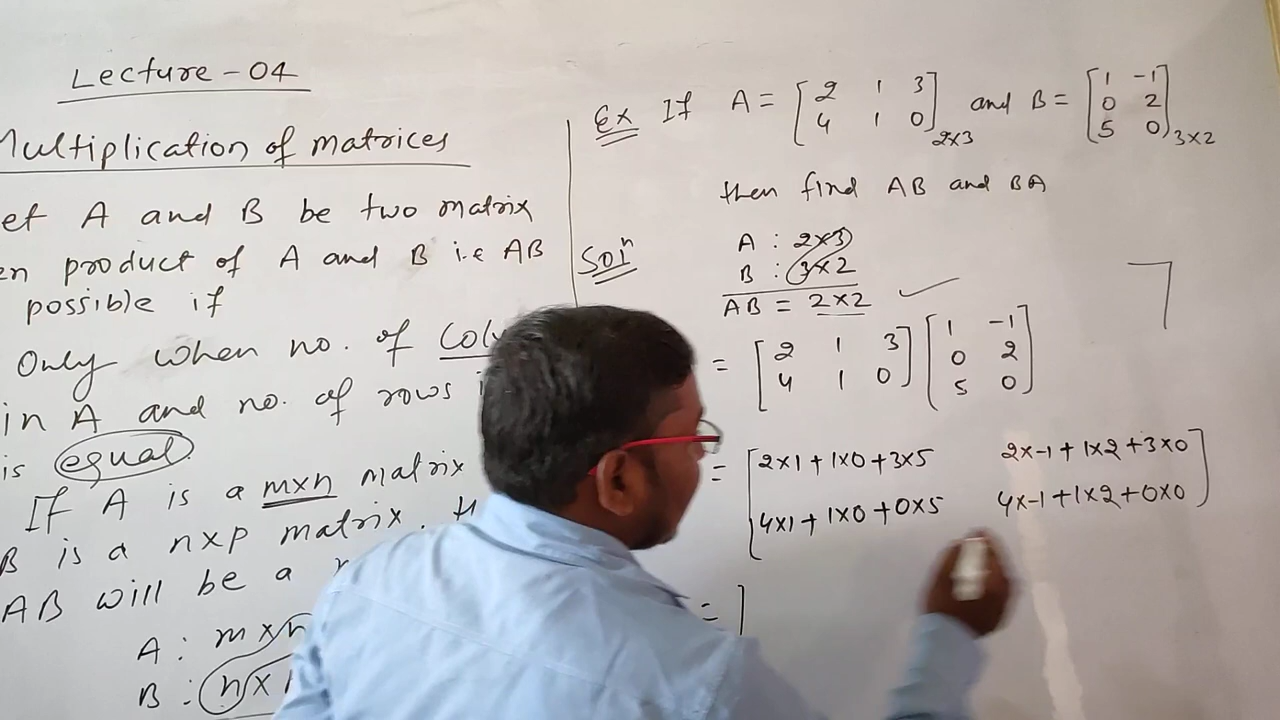 Lecture - 04
Multiplication of matrices
et A and B be two matrix
en product of A and B i.e AB
possible if
Only when no. of Colu
in A and no. of rows i
is equal
If A is a m×n matrix
B is a n×p matrix. th
AB will be a
A : m×n
B : n×
Ex If A = [2 1 3 4 1 0] 2×3 and B = [1 -1 0 2 5 0] 3×2
then find AB and BA
Solⁿ
A : 2×3
B : 3×2
AB = 2×2 ✓
= [2 1 3 4 1 0] [1 -1 0 2 5 0]
= [2×1+1×0+3×5 2×-1+1×2+3×0
4×1+1×0+0×5 4×-1+1×2+0×0]
= [